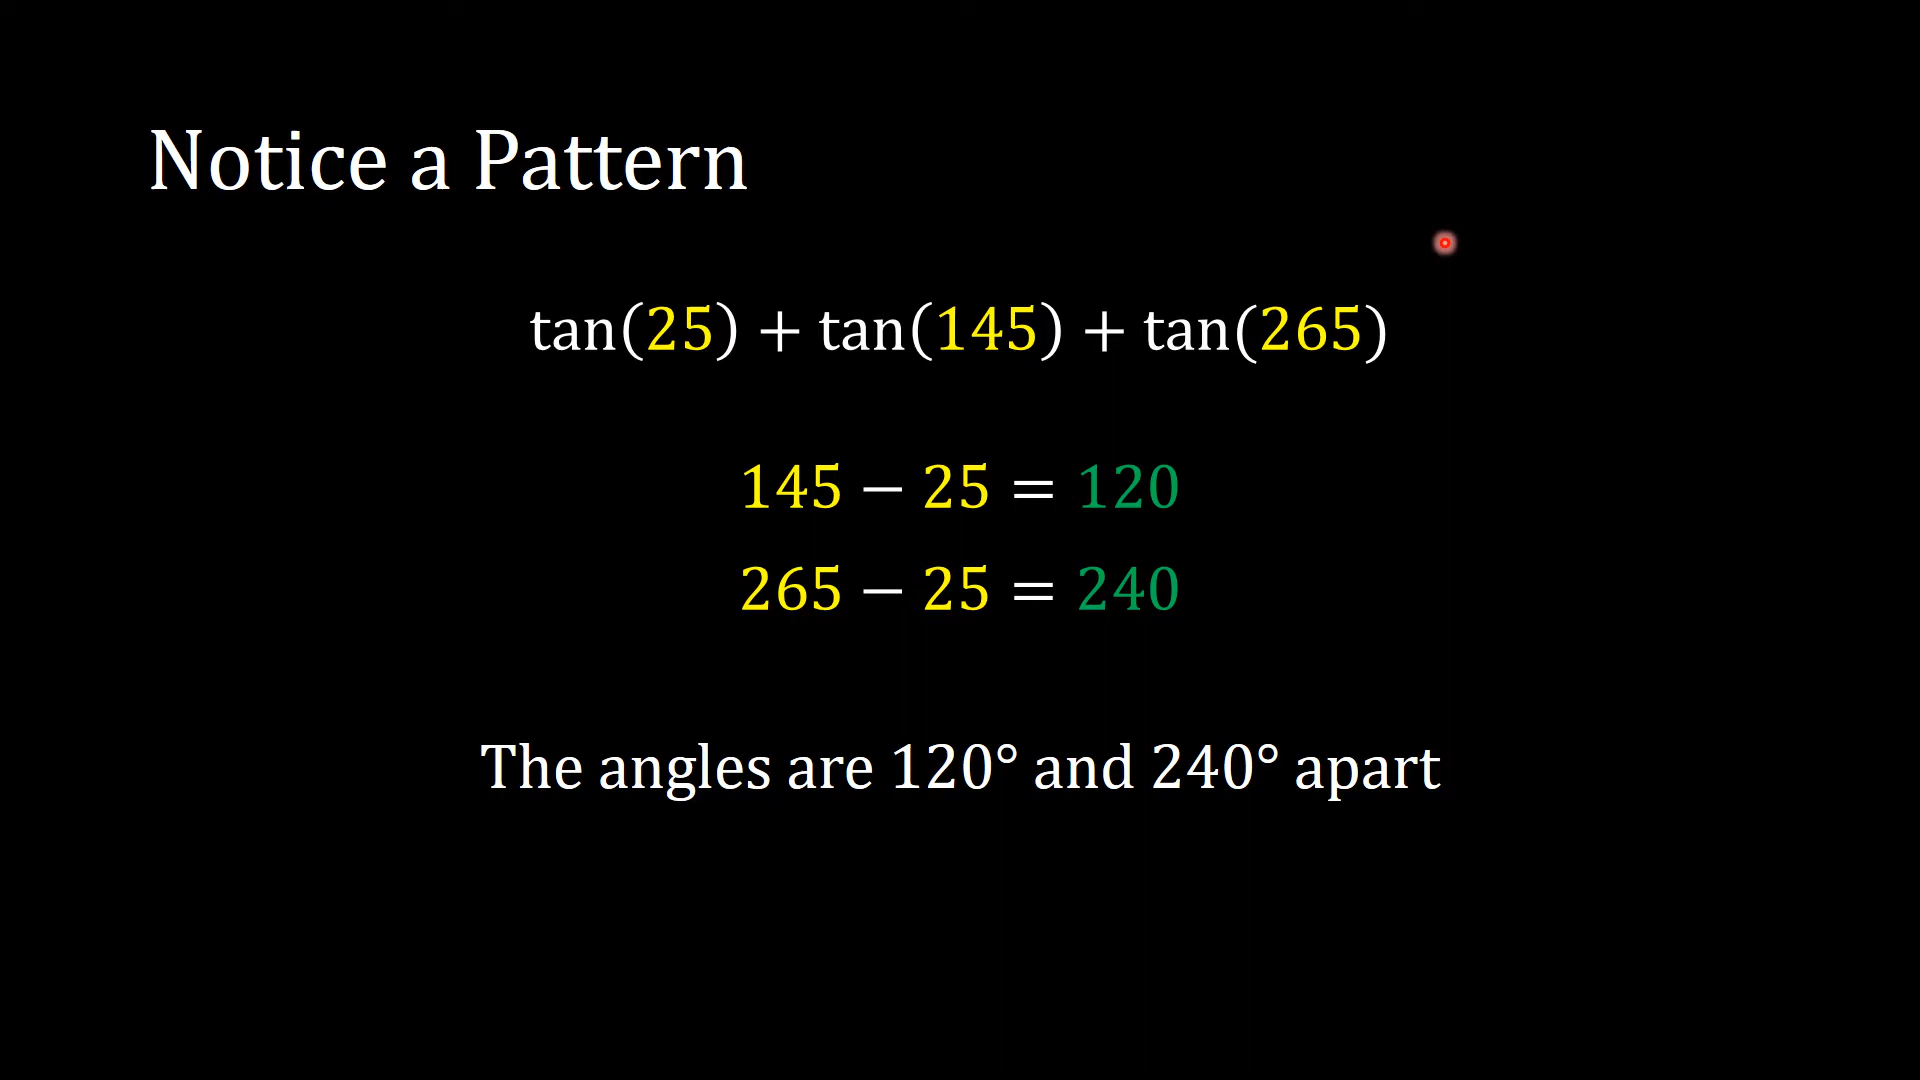 Notice a Pattern
tan(25) + tan(145) + tan(265)
145 − 25 = 120
265 − 25 = 240
The angles are 120° and 240° apart